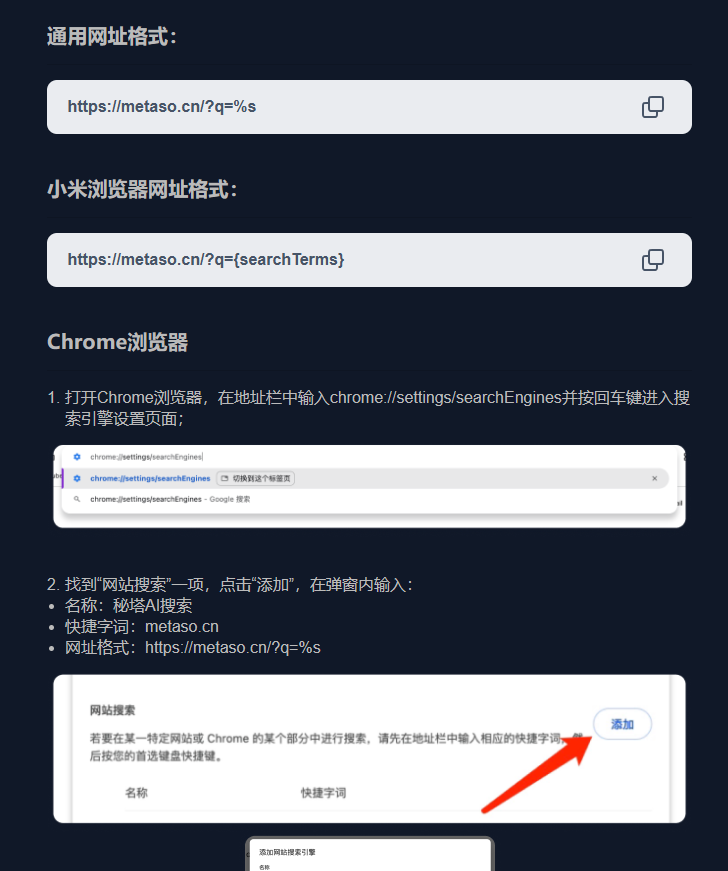 通用网址格式：
https://metaso.cn/?q=%s
小米浏览器网址格式：
https://metaso.cn/?q={searchTerms}
Chrome浏览器
1. 打开Chrome浏览器，在地址栏中输入chrome://settings/searchEngines并按回车键进入搜
索引擎设置页面；
chrome://settings/searchEngines
chrome://settings/searchEngines 切换到这个标签页
chrome://settings/searchEngines - Google 搜索
2. 找到“网站搜索”一项，点击“添加”，在弹窗内输入：
• 名称：秘塔AI搜索
• 快捷字词：metaso.cn
• 网址格式：https://metaso.cn/?q=%s
网站搜索
添加
若要在某一特定网站或 Chrome 的某个部分中进行搜索，请先在地址栏中输入相应的快捷字词，
后按您的首选键盘快捷键。
名称 快捷字词
添加网站搜索引擎
名称